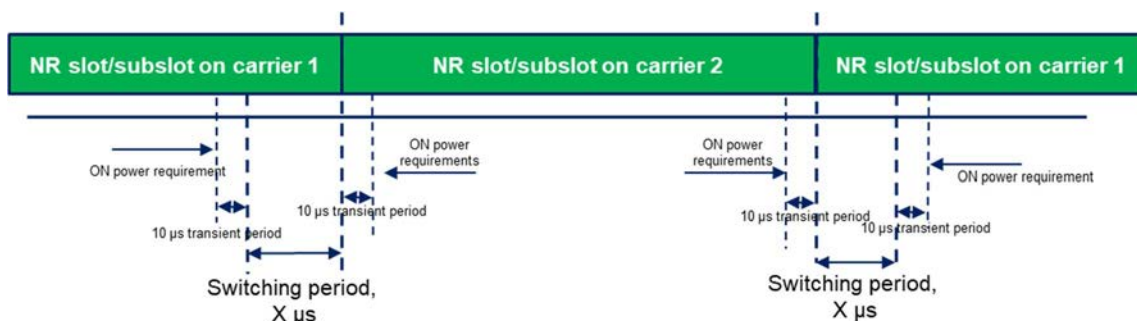 NR slot/subslot on carrier 1
NR slot/subslot on carrier 2
NR slot/subslot on carrier 1
ON power requirement
ON power
requirements
ON power
requirements
ON power requirement
10 µs transient period
10 µs transient period
10 µs transient period
10 µs transient period
Switching period,
X µs
Switching period,
X µs